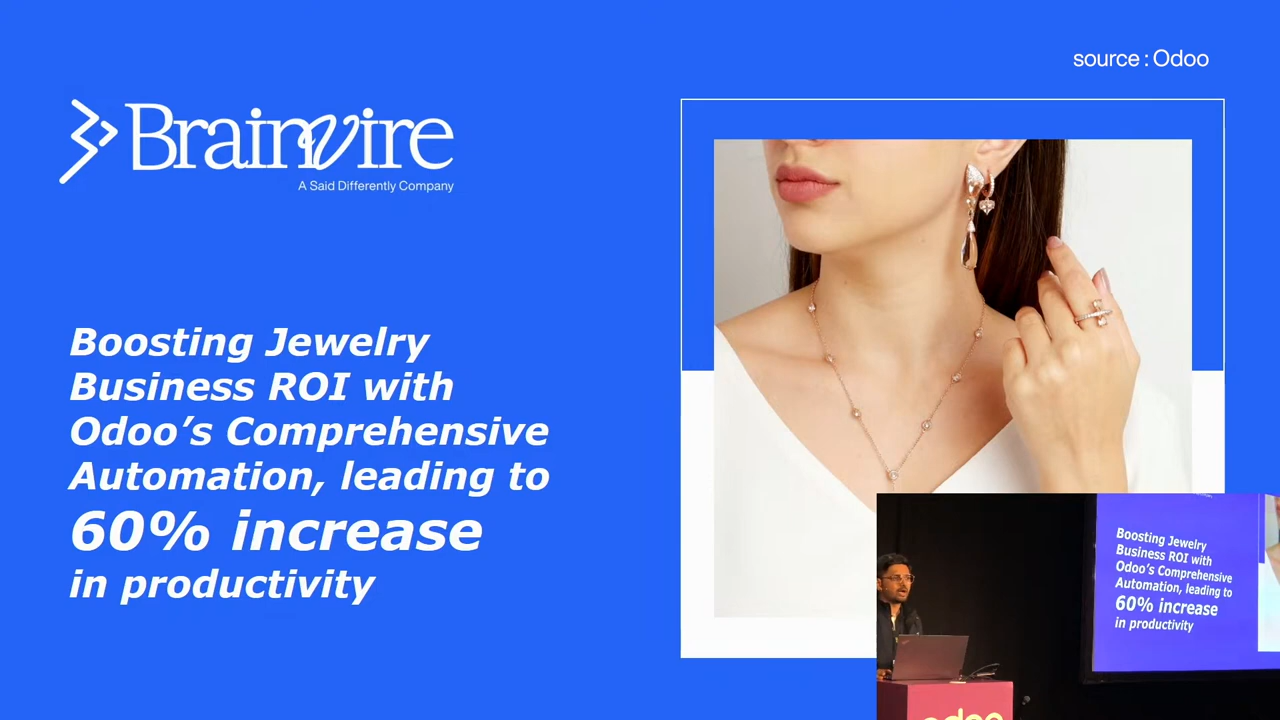 source : Odoo
Brainvire
A Said Differently Company
Boosting Jewelry
Business ROI with
Odoo’s Comprehensive
Automation, leading to
60% increase
in productivity
Boosting Jewelry
Business ROI with
Odoo’s Comprehensive
Automation, leading to
60% increase
in productivity
odoo